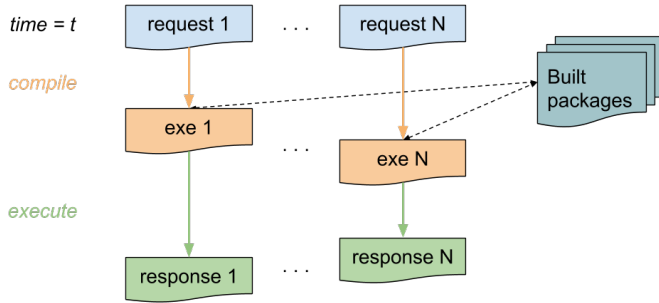 time = t
request 1
. . .
request N
compile
Built
packages
exe 1
. . .
exe N
execute
response 1
. . .
response N